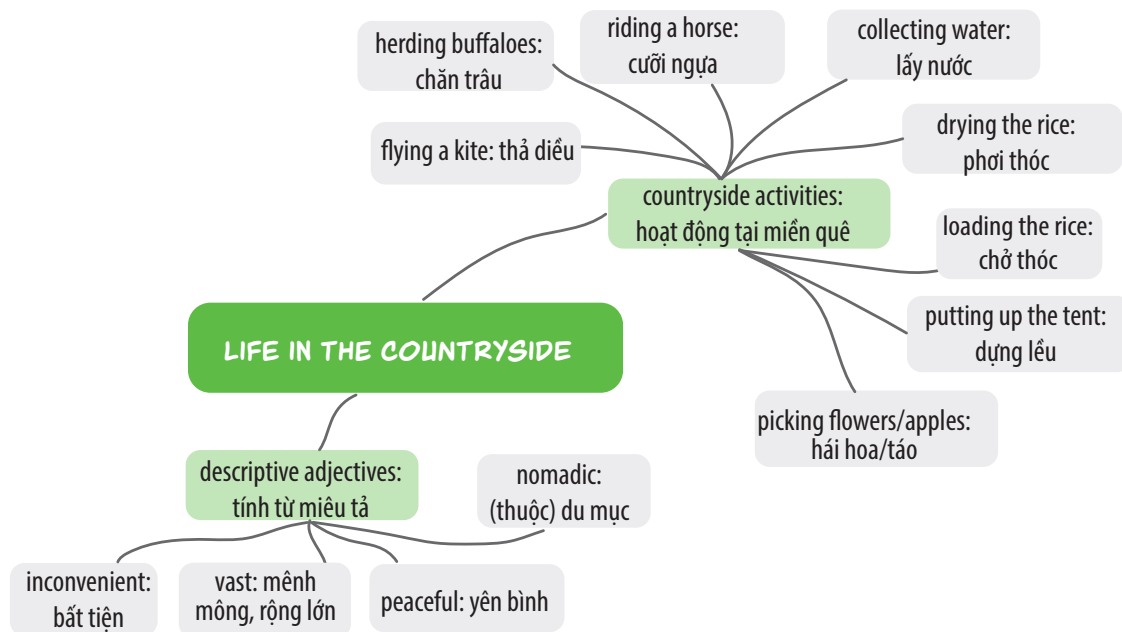 herding buffaloes:
chăn trâu
riding a horse:
cưỡi ngựa
collecting water:
lấy nước
flying a kite: thả diều
drying the rice:
phơi thóc
countryside activities:
hoạt động tại miền quê
loading the rice:
chở thóc
putting up the tent:
dựng lều
picking flowers/apples:
hái hoa/táo
LIFE IN THE COUNTRYSIDE
descriptive adjectives:
tính từ miêu tả
nomadic:
(thuộc) du mục
inconvenient:
bất tiện
vast: mênh
mông, rộng lớn
peaceful: yên bình